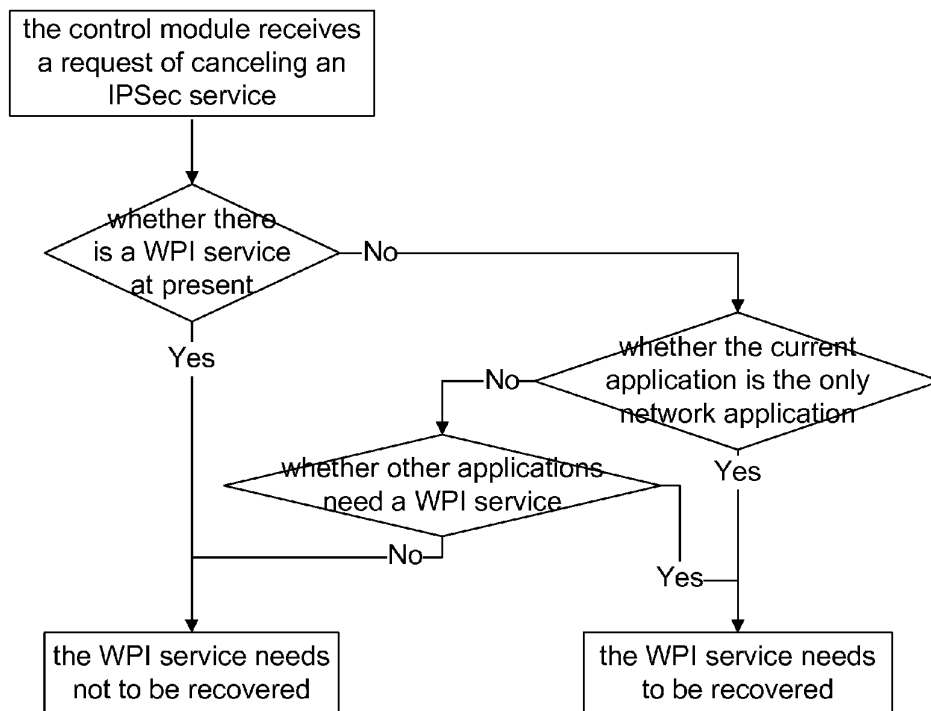 the control module receives
a request of canceling an
IPSec service
whether there
is a WPI service
at present
No
Yes
whether the current
application is the only
network application
No
Yes
whether other applications
need a WPI service
No
Yes
the WPI service needs
not to be recovered
the WPI service needs
to be recovered